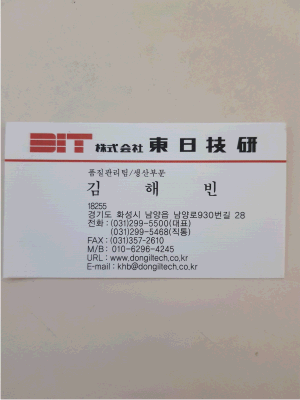 DIT 株式会社 東日技研
품질관리팀/생산부문
김 해 빈
18255
경기도 화성시 남양읍 남양로930번길 28
전화 : (031)299-5500(대표)
(031)299-5468(직통)
FAX : (031)357-2610
M/B : 010-6296-4245
URL : www.dongiltech.co.kr
E-mail : khb@dongiltech.co.kr